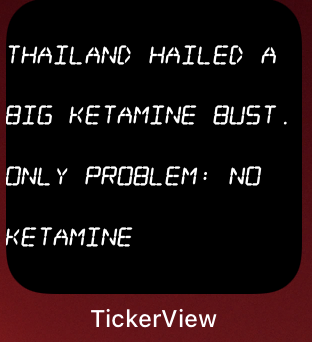 THAILAND HAILED A
BIG KETAMINE BUST.
ONLY PROBLEM: NO
KETAMINE
TickerView